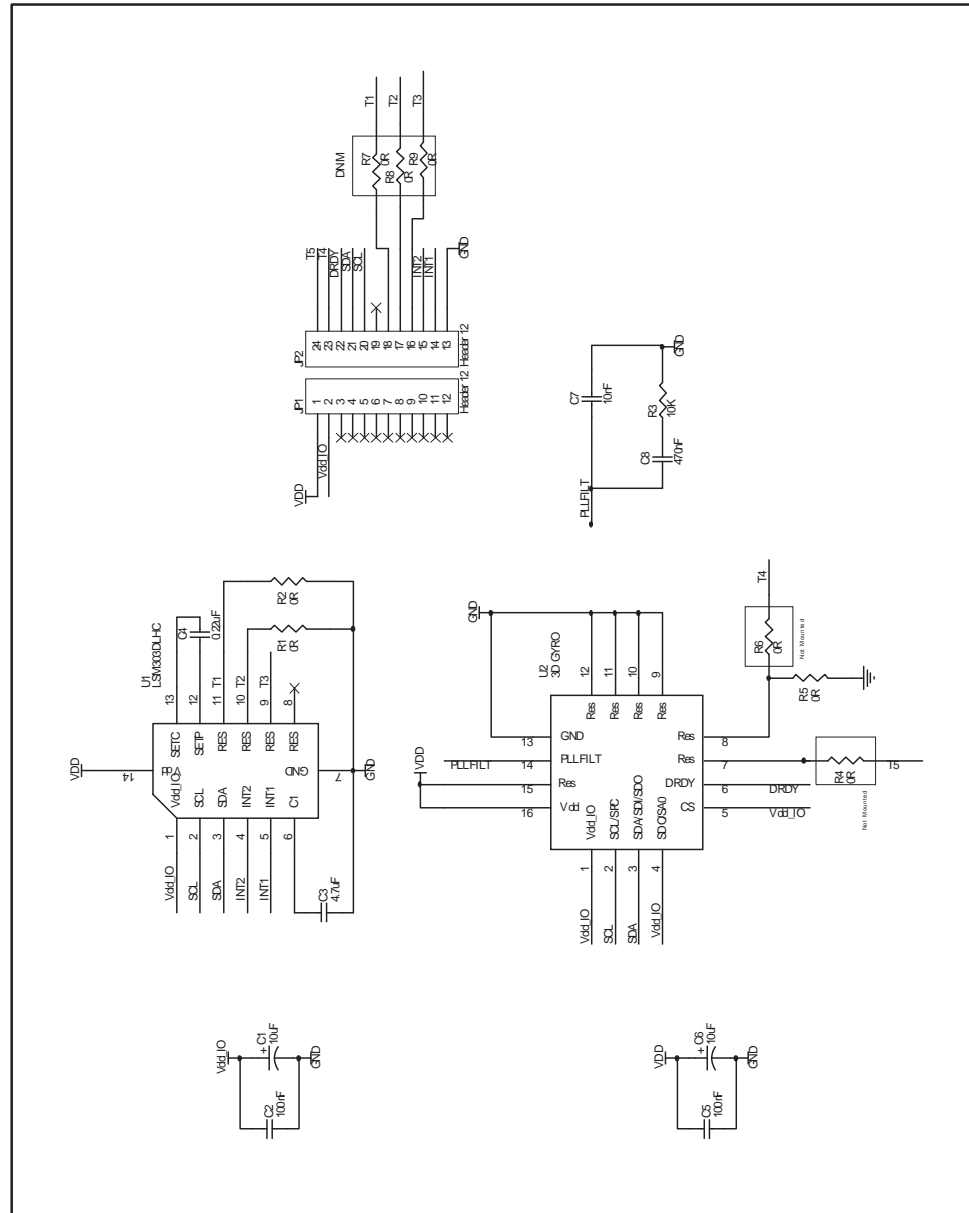 T1
T2
T3
DNM
R7
0R
R8
0R
R9
0R
T5
T4
DRDY
SDA
SCL
INT2
INT1
GND
JP2
24
23
22
21
20
19
18
17
16
15
14
13
Header 12
JP1
1
2
3
4
5
6
7
8
9
10
11
12
Header 12
VDD
Vdd_IO
C7
10nF
R3
10K
C8
470nF
GND
PLLFILT
U1
LSM303DLHC
VDD
14
Vdd
13
SETC
12
SETP
11
RES
T1
10
RES
T2
9
RES
T3
8
RES
C4
0.22uF
R2
0R
R1
0R
GND
7
GND
Vdd_IO
SCL
SDA
INT2
INT1
C1
1
2
3
4
5
6
Vdd_IO
SCL
SDA
INT2
INT1
C3
4.7uF
U2
3D GYRO
GND
12
11
10
9
Res
Res
Res
Res
13
GND
14
PLLFILT
PLLFILT
15
Res
16
Vdd
VDD
Res
8
Res
7
DRDY
6
DRDY
CS
5
Vdd_IO
Vdd_IO
SCL/SPC
SDA/SDI/SDO
SDO/SA0
1
2
3
4
Vdd_IO
SCL
SDA
Vdd_IO
T4
R6
0R
Not Mounted
R5
0R
R4
0R
T5
Not Mounted
Vdd_IO
+
C1
10uF
C2
100nF
GND
VDD
+
C6
10uF
C5
100nF
GND